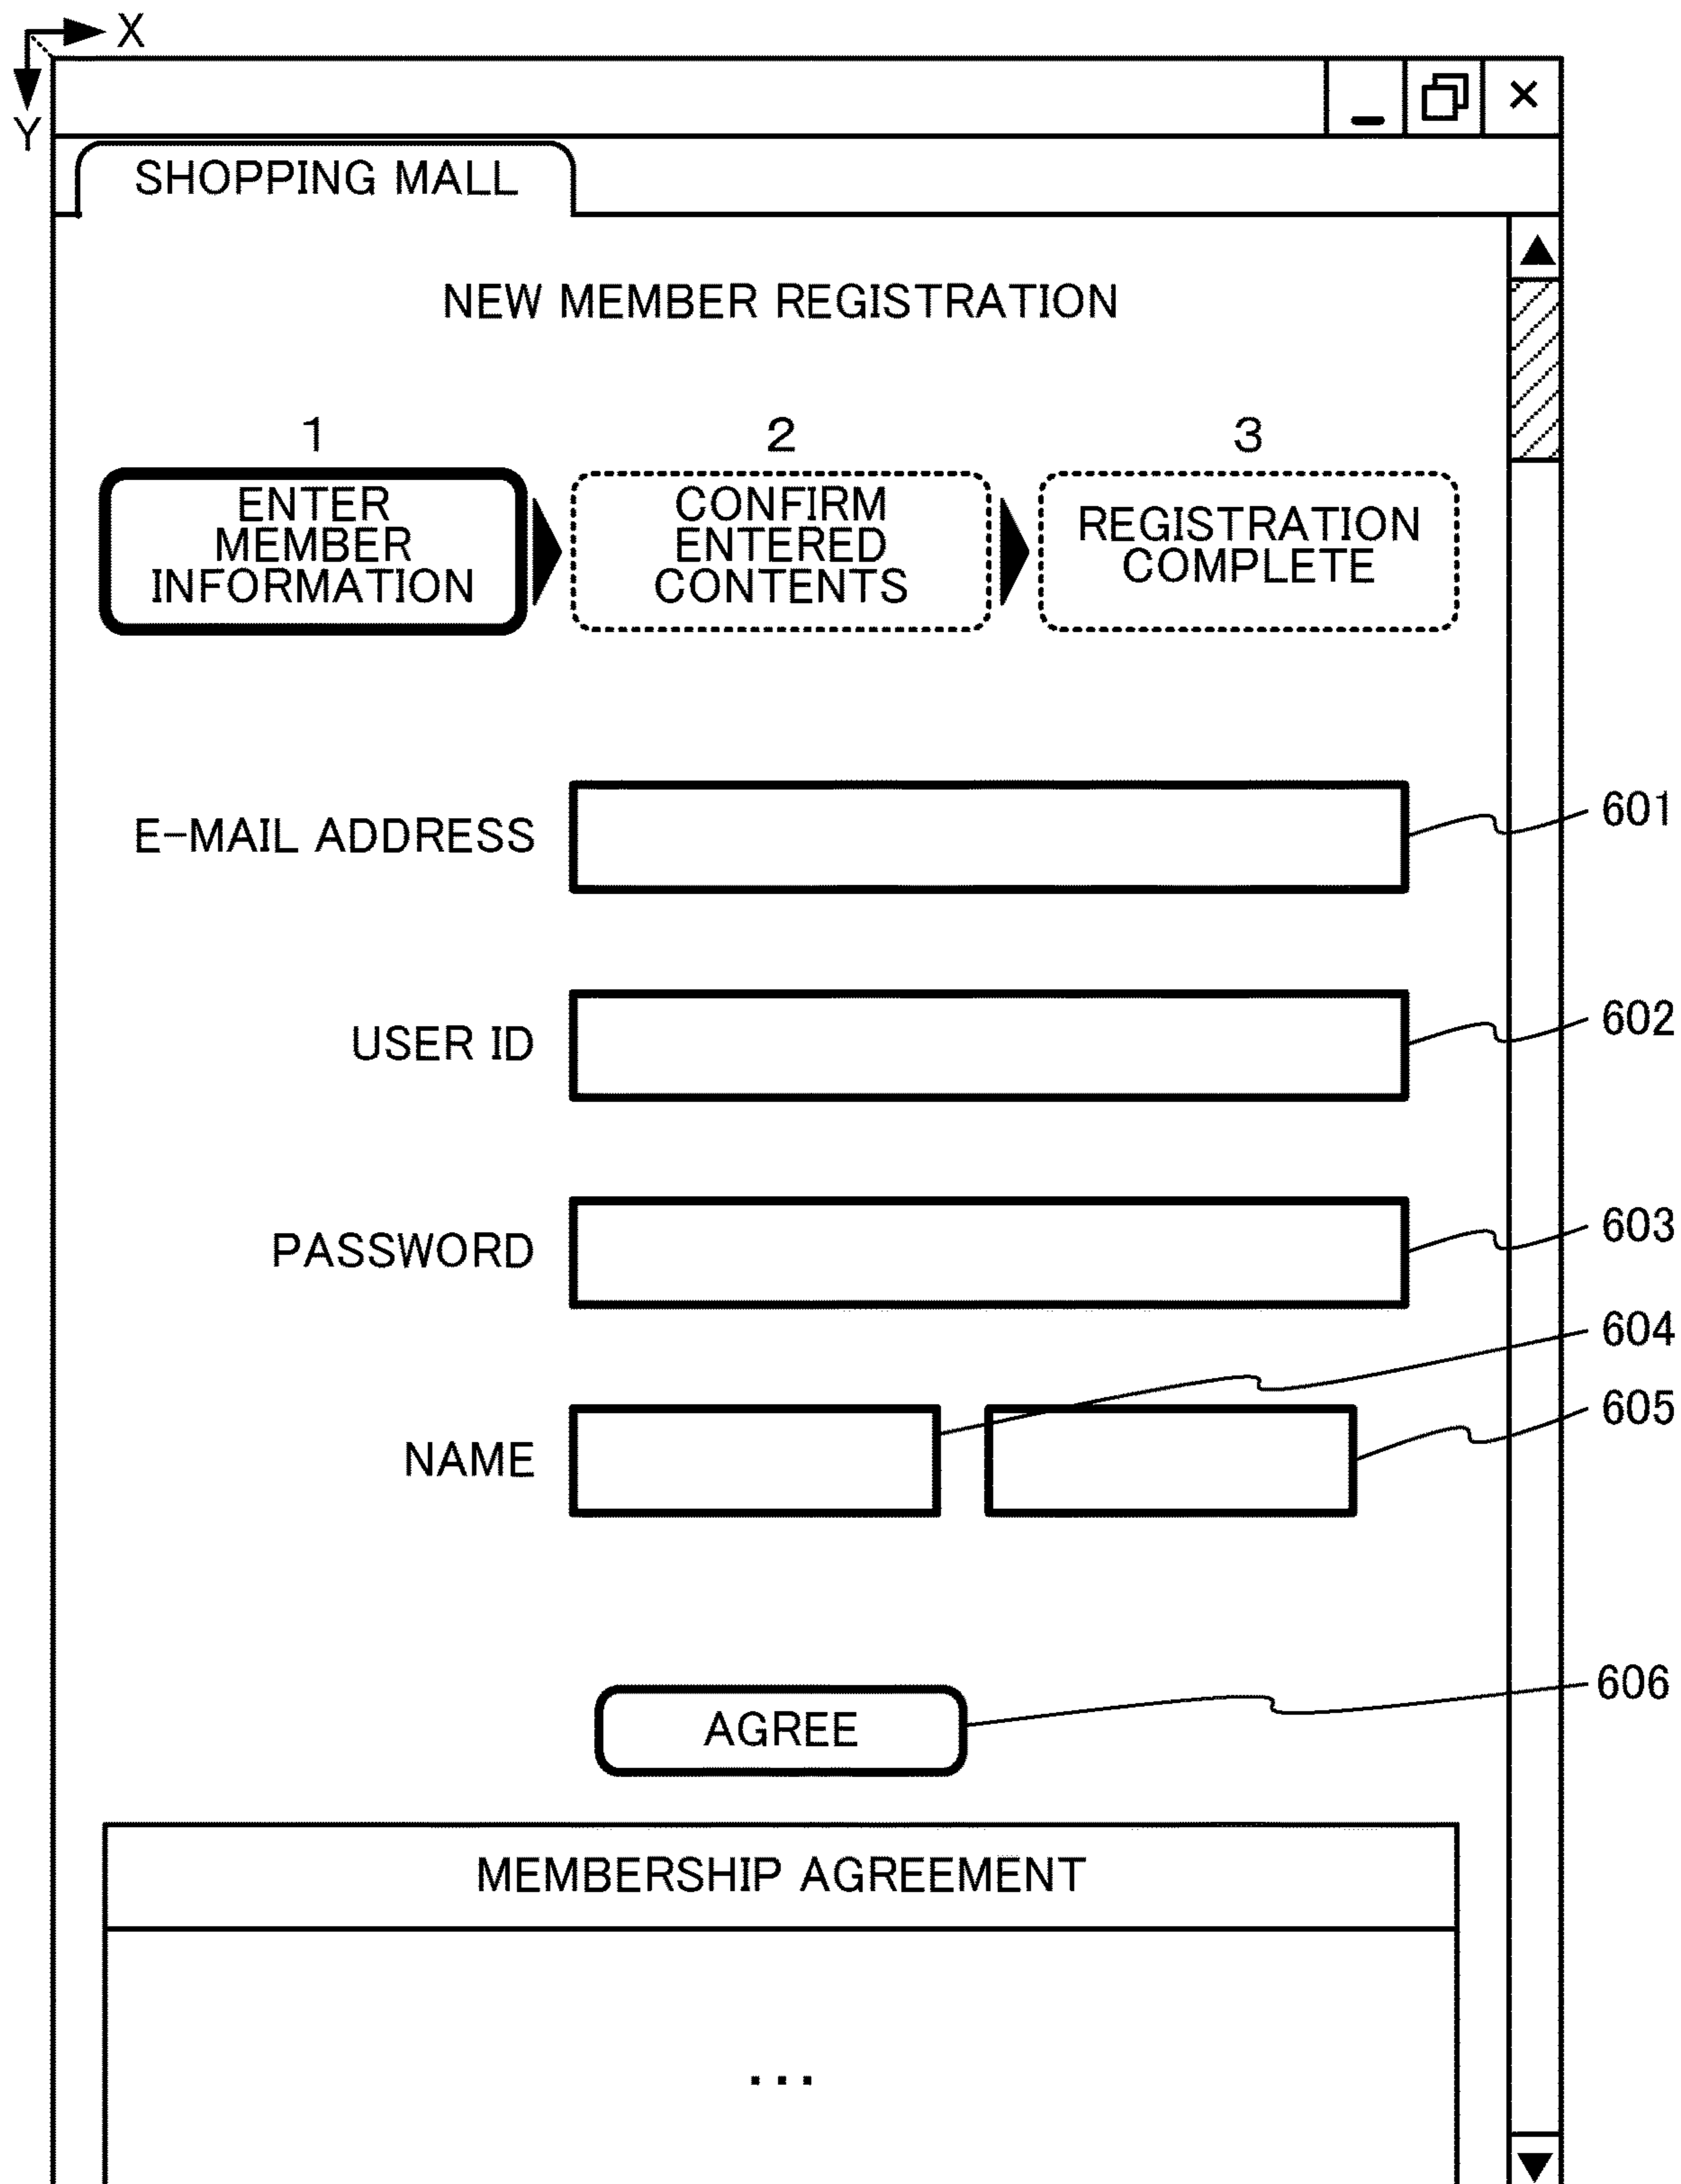 X
Y
SHOPPING MALL
NEW MEMBER REGISTRATION
1
ENTER
MEMBER
INFORMATION
2
CONFIRM
ENTERED
CONTENTS
3
REGISTRATION
COMPLETE
E-MAIL ADDRESS
601
USER ID
602
PASSWORD
603
604
NAME
605
AGREE
606
MEMBERSHIP AGREEMENT
...